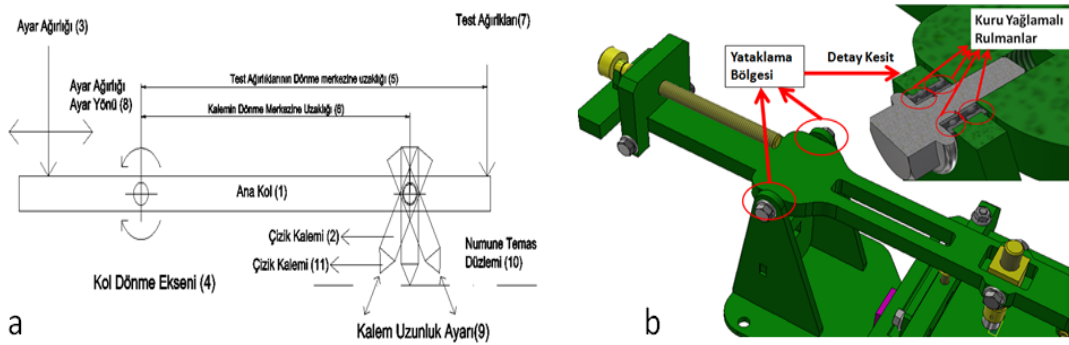 Ayar Ağırlığı (3)
Test Ağırlıkları(7)
Ayar Ağırlığı
Ayar Yönü (8)
Test Ağırlıklarının Dönme merkezine uzaklığı (5)
Kalemin Dönme Merkezine Uzaklığı (6)
Ana Kol (1)
Çizik Kalemi (2)
Çizik Kalemi (11)
Numune Temas
Düzlemi (10)
Kol Dönme Ekseni (4)
Kalem Uzunluk Ayarı(9)
a
Yataklama
Bölgesi
Detay Kesit
Kuru Yağlamalı
Rulmanlar
b